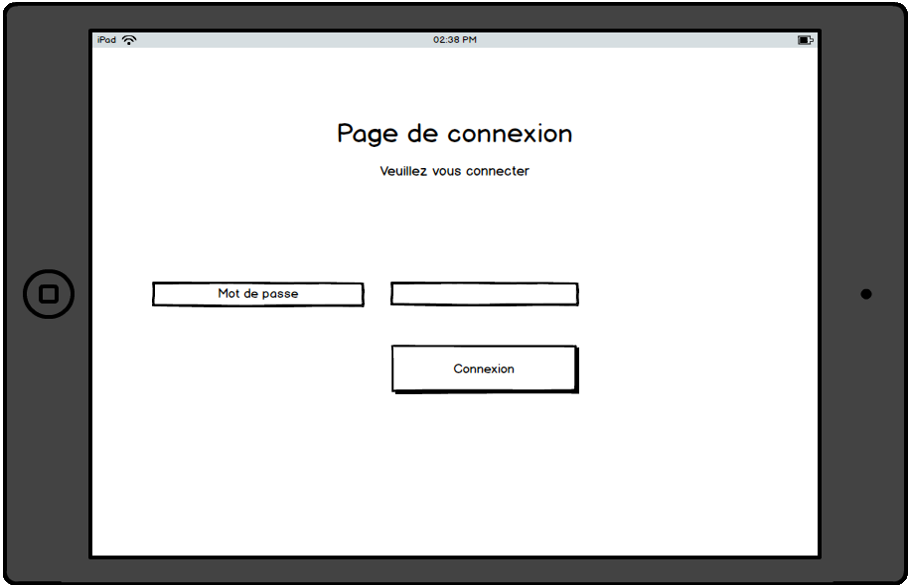 iPad
02:38 PM
Page de connexion
Veuillez vous connecter
Mot de passe
Connexion